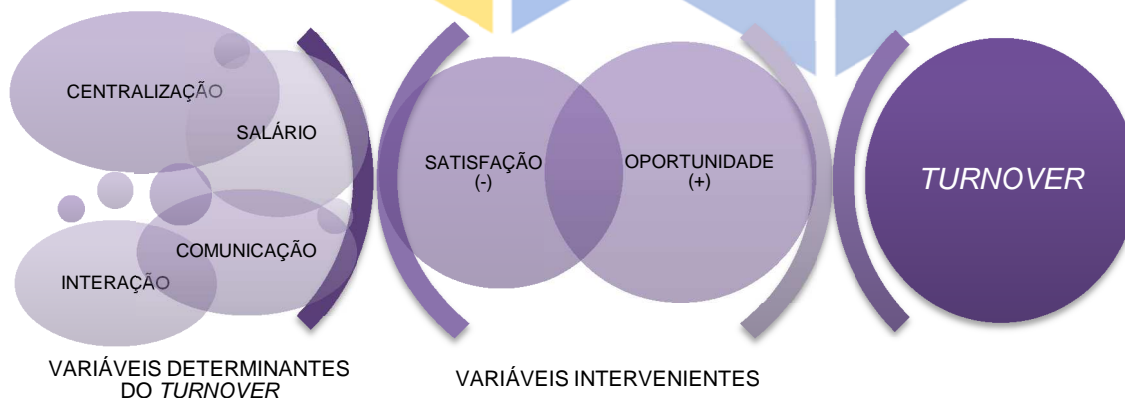 CENTRALIZAÇÃO
SALÁRIO
COMUNICAÇÃO
INTERAÇÃO
VARIÁVEIS DETERMINANTES
DO TURNOVER
SATISFAÇÃO
(-)
OPORTUNIDADE
(+)
VARIÁVEIS INTERVENIENTES
TURNOVER